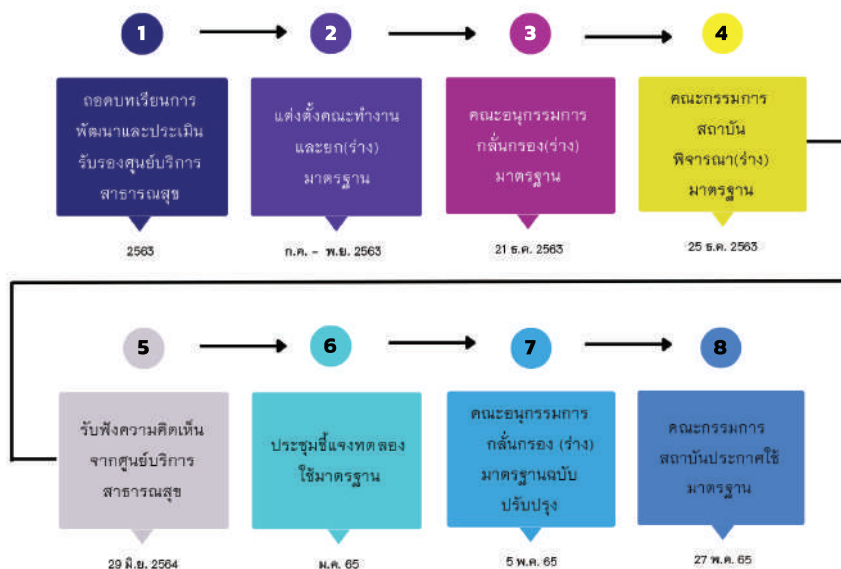 1
2
3
4
ถอดบทเรียนการ
พัฒนาและประเมิน
รับรองศูนย์บริการ
สาธารณสุข
แต่งตั้งคณะทำงาน
และยก(ร่าง)
มาตรฐาน
คณะอนุกรรมการ
กลั่นกรอง(ร่าง)
มาตรฐาน
คณะกรรมการ
สถาบัน
พิจารณา(ร่าง)
มาตรฐาน
2563
ก.ค. - พ.ย. 2563
21 ธ.ค. 2563
25 ธ.ค. 2563
5
6
7
8
รับฟังความคิดเห็น
จากศูนย์บริการ
สาธารณสุข
ประชุมชี้แจงทดลอง
ใช้มาตรฐาน
คณะอนุกรรมการ
กลั่นกรอง (ร่าง)
มาตรฐานฉบับ
ปรับปรุง
คณะกรรมการ
สถาบันประกาศใช้
มาตรฐาน
29 มิ.ย. 2564
ม.ค. 65
5 พ.ค. 65
27 พ.ค. 65